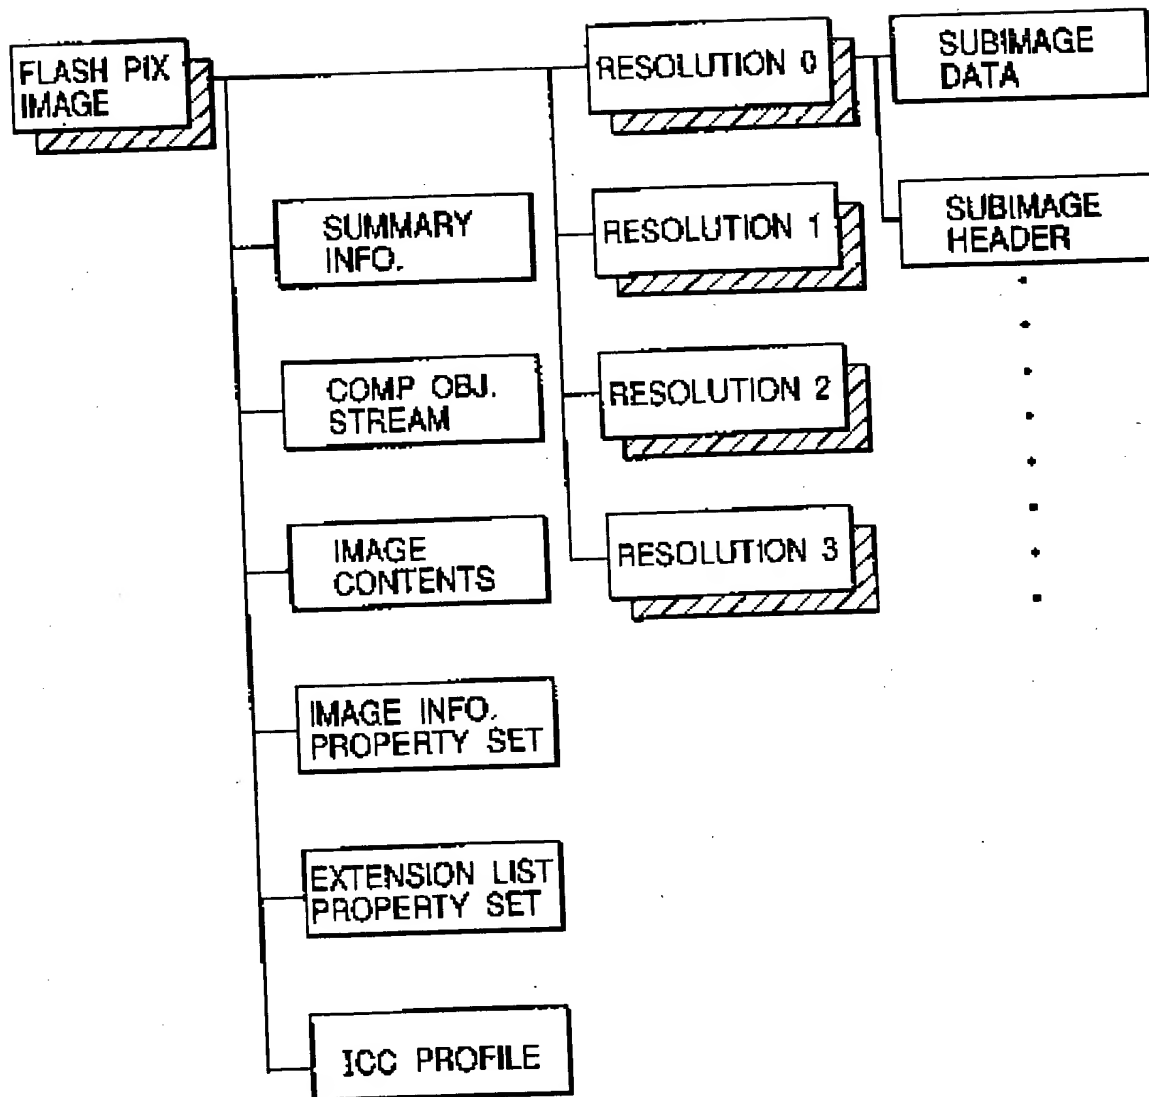 FLASH PIX
IMAGE
RESOLUTION 0
SUBIMAGE
DATA
SUMMARY
INFO.
RESOLUTION 1
SUBIMAGE
HEADER
COMP OBJ.
STREAM
RESOLUTION 2
IMAGE
CONTENTS
RESOLUTION 3
IMAGE INFO.
PROPERTY SET
EXTENSION LIST
PROPERTY SET
ICC PROFILE